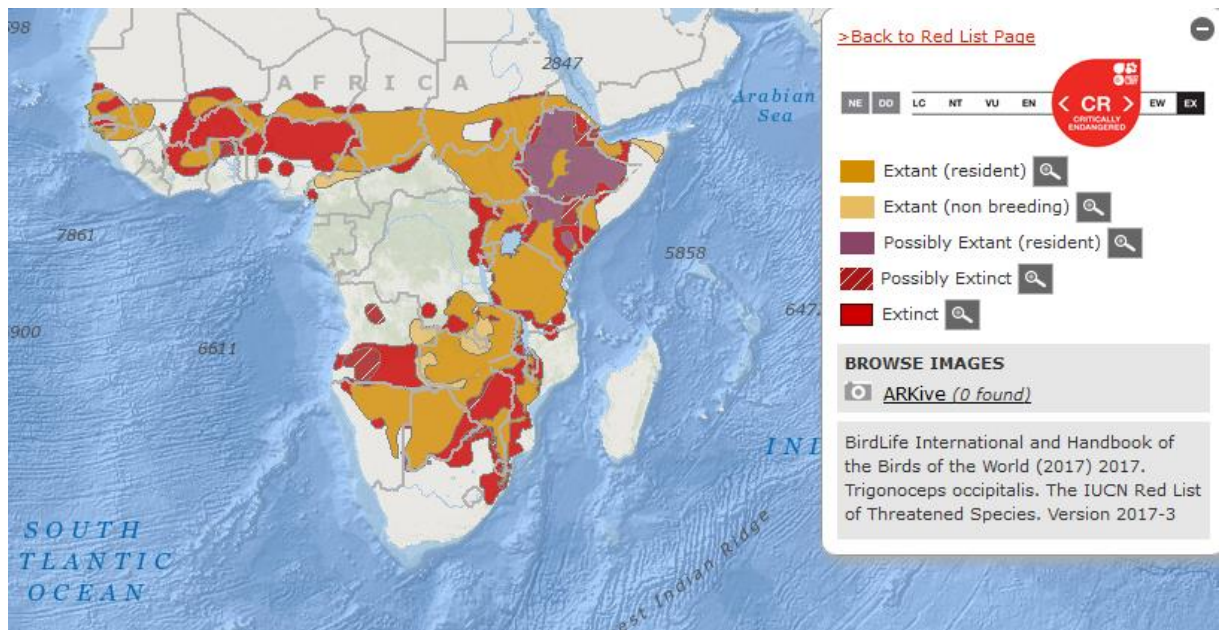 98
AFRICA
2847
Arabian
Sea
7861
5858
6472
900
6611
IND
SOUTH
TLANTIC
OCEAN
est Indian Ridge
>Back to Red List Page
NE DD LC NT VU EN < CR > EW EX
CRITICALLY
ENDANGERED
Extant (resident)
Extant (non breeding)
Possibly Extant (resident)
Possibly Extinct
Extinct
BROWSE IMAGES
ARKive (0 found)
BirdLife International and Handbook of
the Birds of the World (2017) 2017.
Trigonoceps occipitalis. The IUCN Red List
of Threatened Species. Version 2017-3